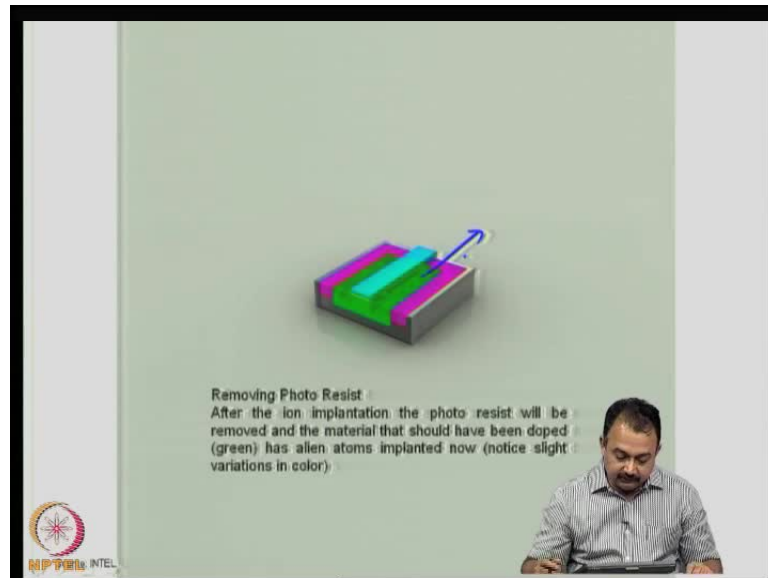 Removing Photo Resist
After the ion implantation the photo resist will be
removed and the material that should have been doped
(green) has alien atoms implanted now (notice slight
variations in color)
NPTEL INTEL